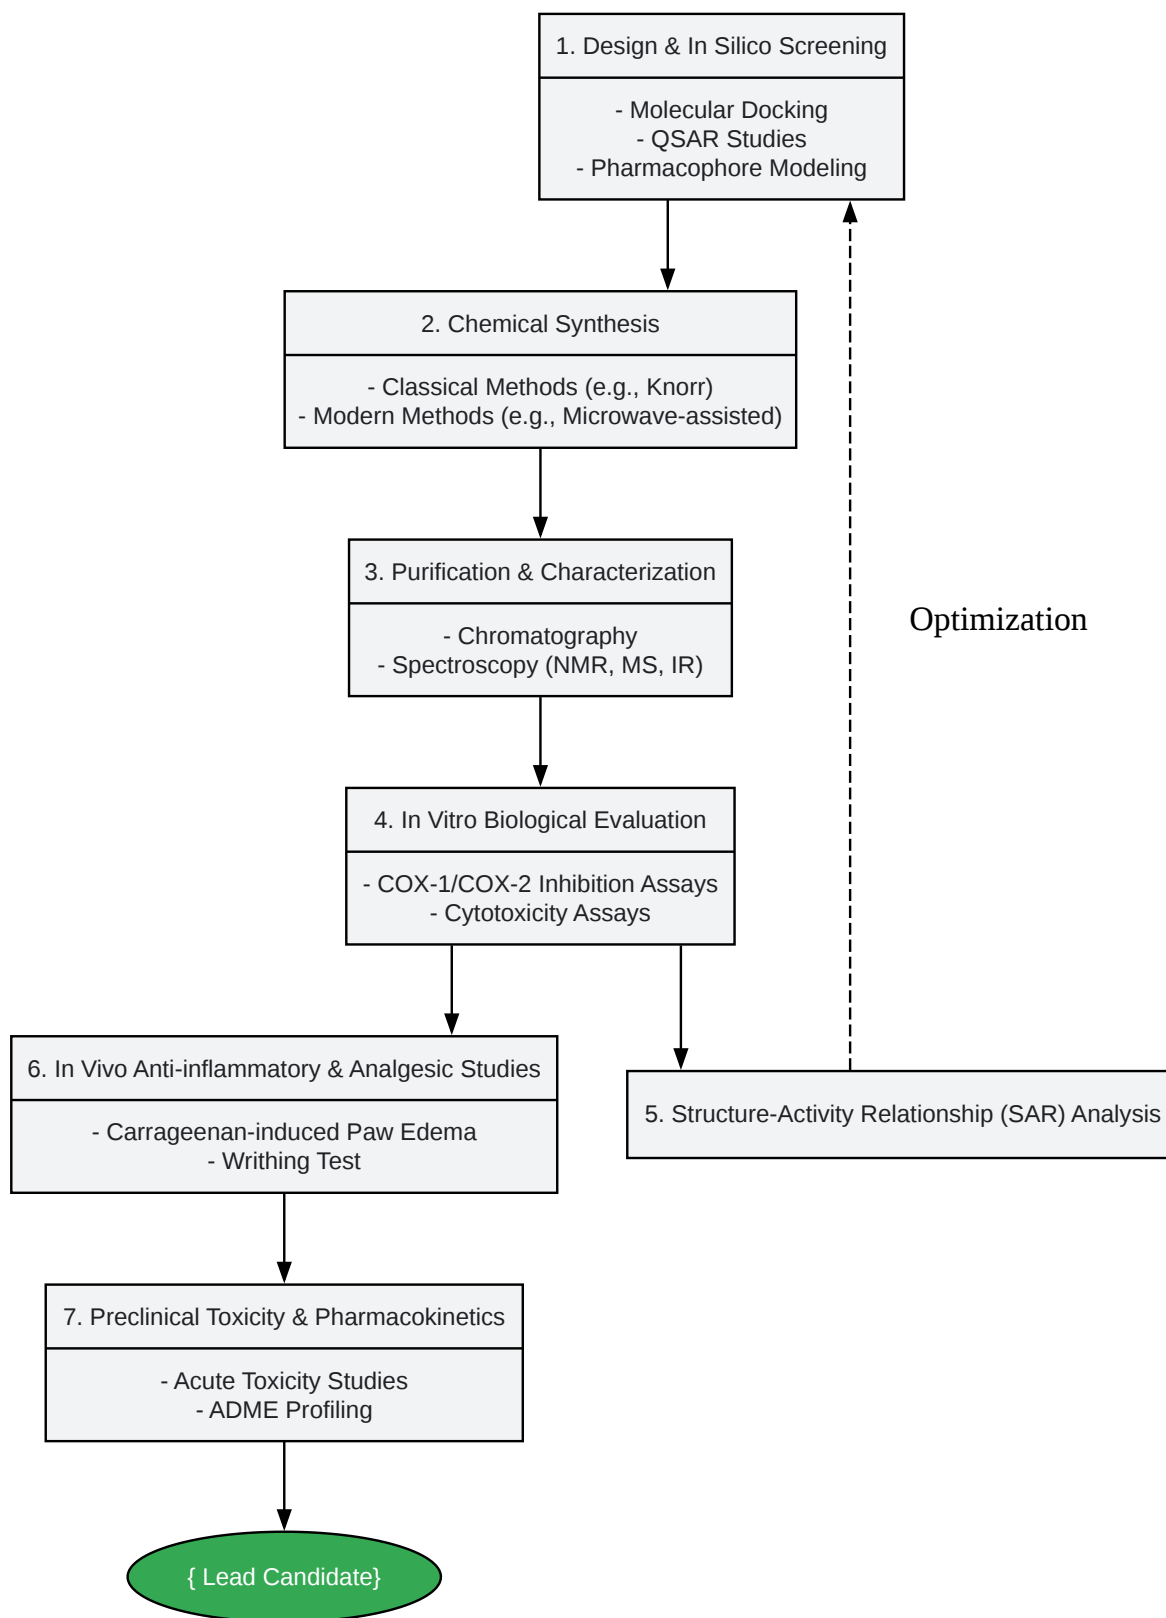 1. Design & In Silico Screening
- Molecular Docking
- QSAR Studies
- Pharmacophore Modeling
2. Chemical Synthesis
- Classical Methods (e.g., Knorr)
- Modern Methods (e.g., Microwave-assisted)
3. Purification & Characterization
- Chromatography
- Spectroscopy (NMR, MS, IR)
Optimization
4. In Vitro Biological Evaluation
- COX-1/COX-2 Inhibition Assays
- Cytotoxicity Assays
6. In Vivo Anti-inflammatory & Analgesic Studies
- Carrageenan-induced Paw Edema
- Writhing Test
5. Structure-Activity Relationship (SAR) Analysis
7. Preclinical Toxicity & Pharmacokinetics
- Acute Toxicity Studies
- ADME Profiling
{ Lead Candidate}